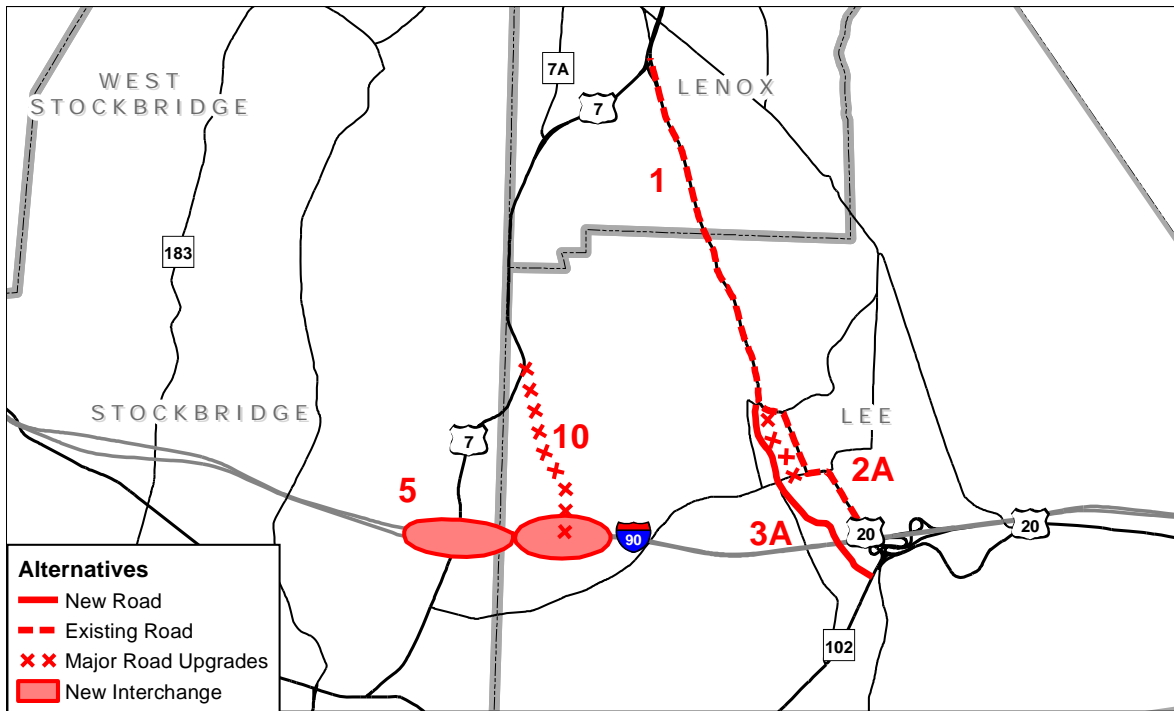 WEST
STOCKBRIDGE
7A
7
LENOX
1
183
STOCKBRIDGE
7
10
LEE
2A
5
3A
90
20
20
102
Alternatives
New Road
Existing Road
Major Road Upgrades
New Interchange